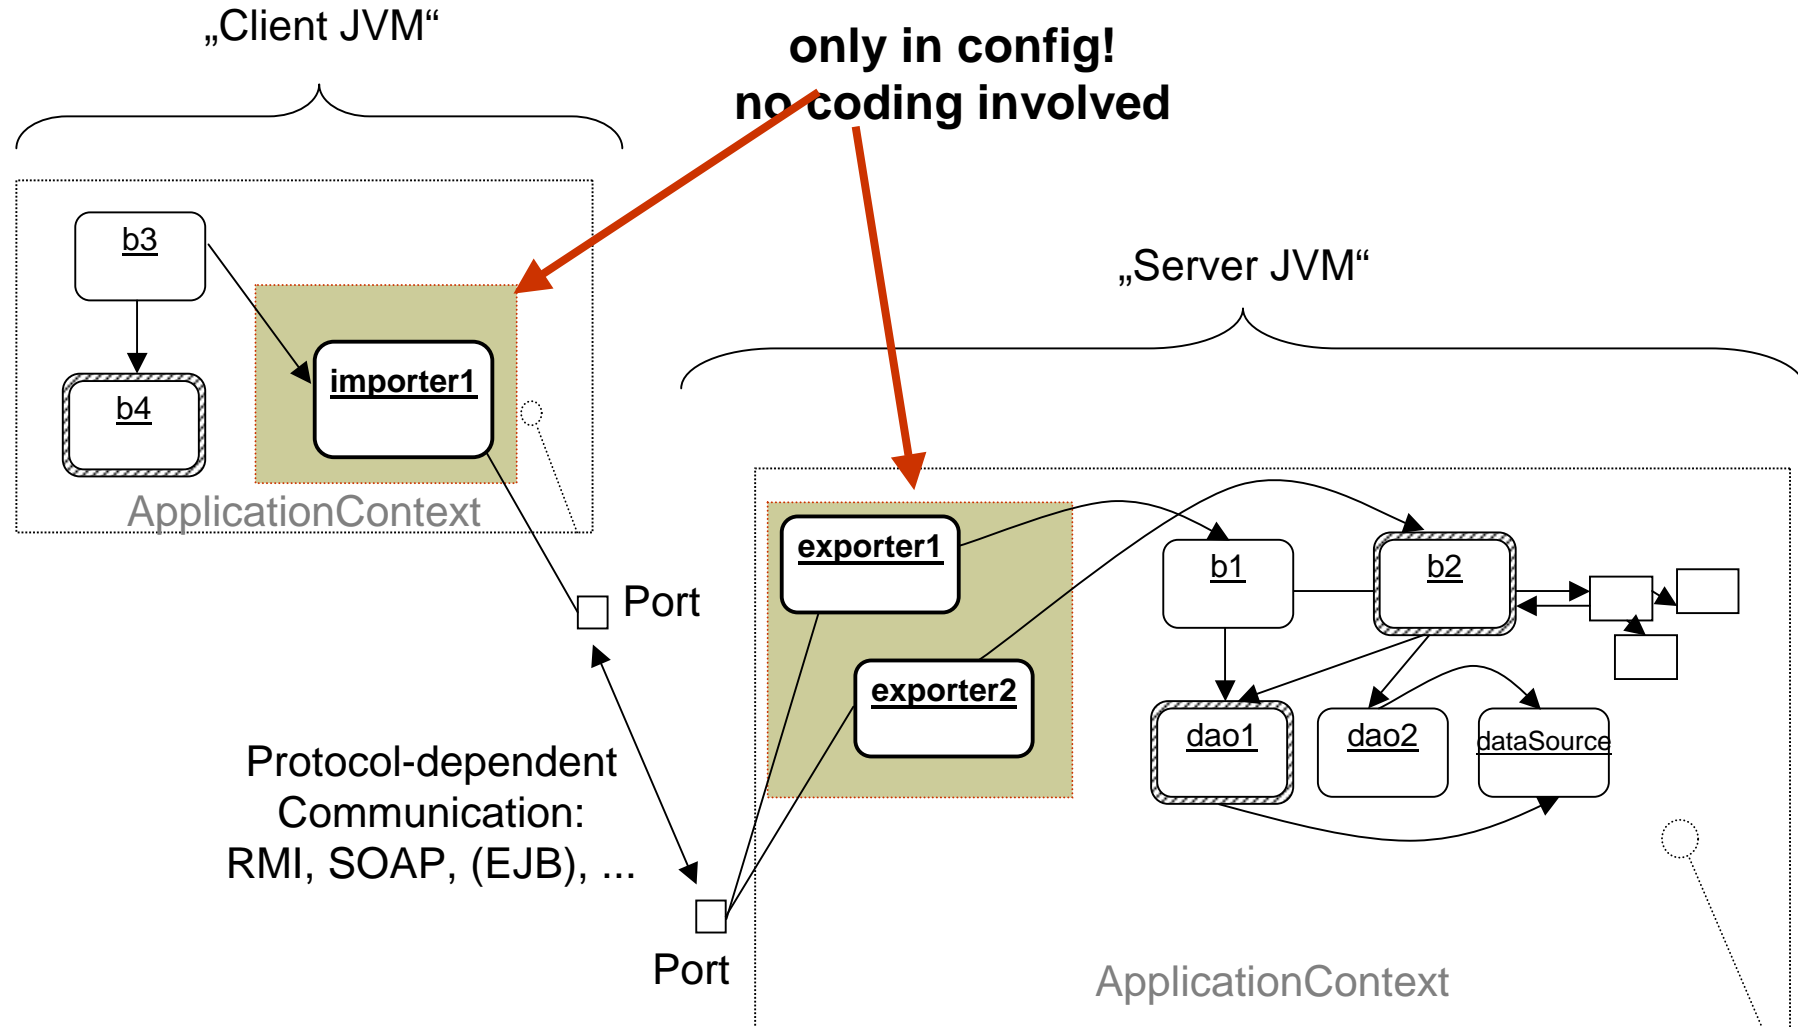 „Client JVM“
only in config!
no coding involved
b3
importer1
b4
ApplicationContext
„Server JVM“
exporter1
b1
b2
Port
exporter2
dao1
dao2
dataSource
Protocol-dependent
Communication:
RMI, SOAP, (EJB), ...
Port
ApplicationContext